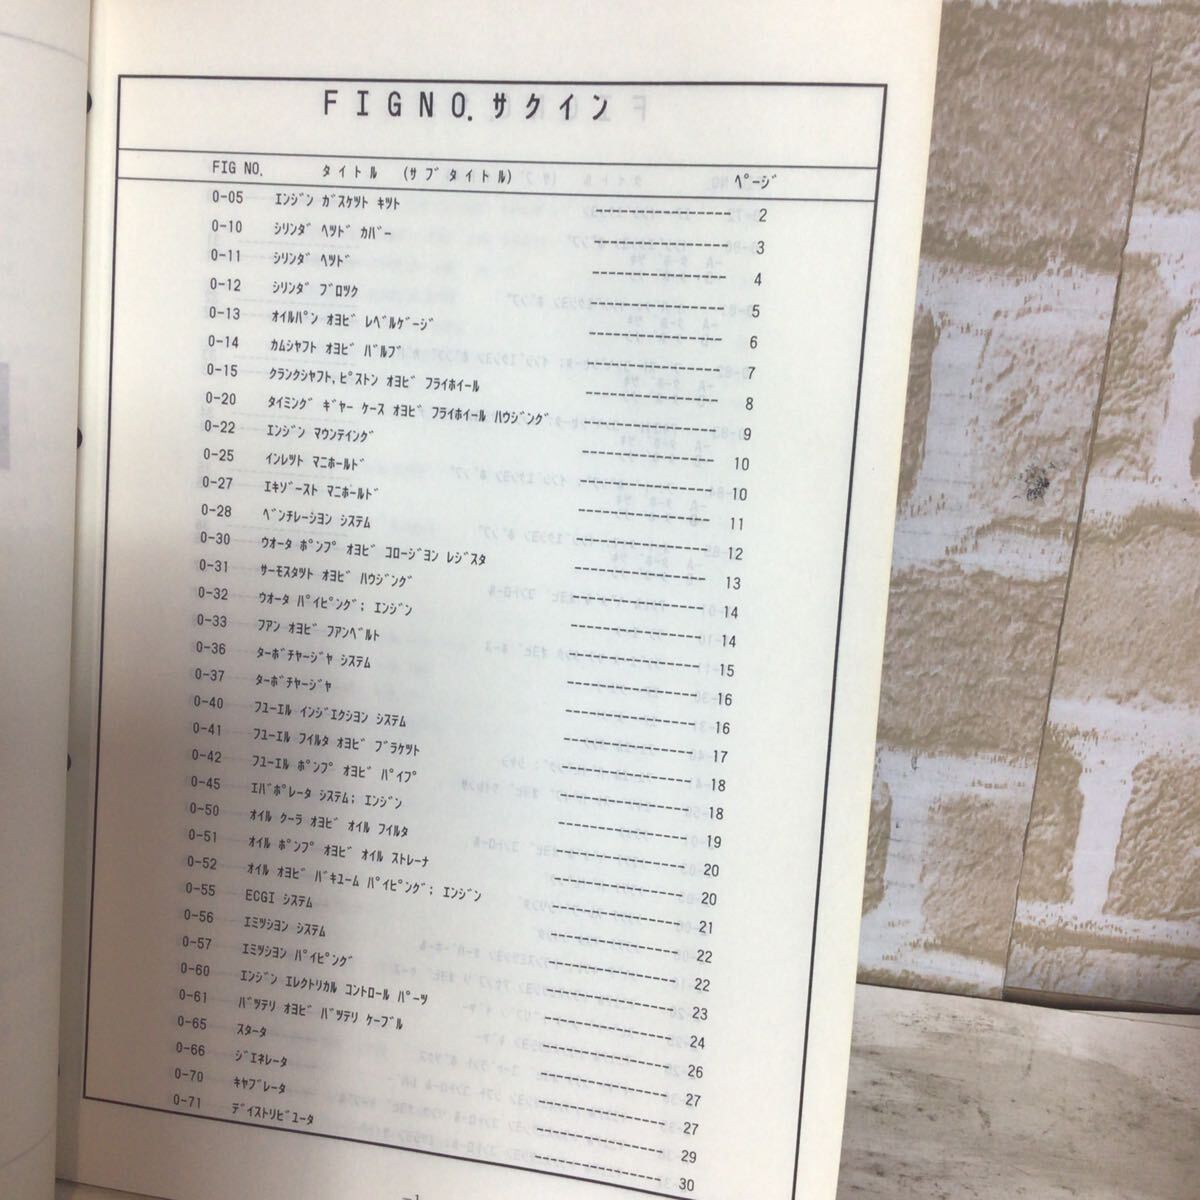 FIGNO.サクイン
FIG NO. タイトル (サブタイトル) ページ
0-05 エンジン ガスケツト キツト ---------------- 2
0-10 シリンダ ヘツド カバー ---------------- 3
0-11 シリンダ ヘツド ---------------- 4
0-12 シリンダ ブロツク ---------------- 5
0-13 オイルパン オヨビ レベルゲージ ---------------- 6
0-14 カムシャフト オヨビ バルブ ---------------- 7
0-15 クランクシャフト,ピストン オヨビ フライホイール ---------------- 8
0-20 タイミング ギヤー ケース オヨビ フライホイール ハウジング ---------------- 9
0-22 エンジン マウンテイング ---------------- 10
0-25 インレツト マニホールド ---------------- 10
0-27 エキゾースト マニホールド ---------------- 11
0-28 ベンチレーシヨン システム ---------------- 12
0-30 ウオータ ポンプ オヨビ コロージヨン レジスタ ---------------- 13
0-31 サーモスタツト オヨビ ハウジング ---------------- 14
0-32 ウオータ パイピング; エンジン ---------------- 14
0-33 フアン オヨビ フアンベルト ---------------- 15
0-36 ターボチヤージヤ システム ---------------- 16
0-37 ターボチヤージヤ ---------------- 16
0-40 フユーエル インジエクシヨン システム ---------------- 17
0-41 フユーエル フイルタ オヨビ ブラケツト ---------------- 18
0-42 フユーエル ポンプ オヨビ パイプ ---------------- 18
0-45 エバポレータ システム; エンジン ---------------- 19
0-50 オイル クーラ オヨビ オイル フイルタ ---------------- 20
0-51 オイル ポンプ オヨビ オイル ストレーナ ---------------- 20
0-52 オイル オヨビ バキユーム パイピング; エンジン ---------------- 21
0-55 ECGI システム ---------------- 22
0-56 エミツシヨン システム ---------------- 22
0-57 エミツシヨン パイピング ---------------- 23
0-60 エンジン エレクトリカル コントロール パーツ ---------------- 24
0-61 バツテリ オヨビ バツテリ ケーブル ---------------- 26
0-65 スタータ ---------------- 27
0-66 ジエネレータ ---------------- 27
0-70 キヤブレータ ---------------- 29
0-71 デイストリビユータ ---------------- 30
-1